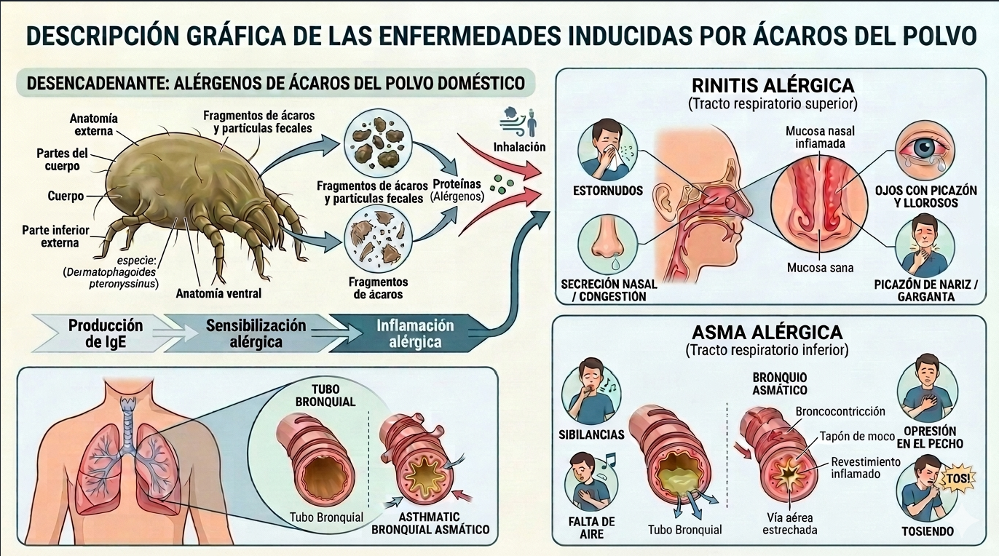 DESCRIPCIÓN GRÁFICA DE LAS ENFERMEDADES INDUCIDAS POR ÁCAROS DEL POLVO
DESENCADENANTE: ALÉRGENOS DE ÁCAROS DEL POLVO DOMÉSTICO
Anatomía
externa
Partes del
cuerpo
Cuerpo
Parte inferior
externa
especie:
(Dermatophagoides
pteronyssinus)
Anatomía ventral
Fragmentos de ácaros
y partículas fecales
Fragmentos de ácaros
y partículas fecales
Fragmentos
de ácaros
Proteínas
(Alérgenos)
Inhalación
Producción
de IgE
Sensibilización
alérgica
Inflamación
alérgica
TUBO
BRONQUIAL
Tubo Bronquial
ASTHMATIC
BRONQUIAL ASMÁTICO
RINITIS ALÉRGICA
(Tracto respiratorio superior)
ESTORNUDOS
SECRECIÓN NASAL
/ CONGESTIÓN
Mucosa nasal
inflamada
Mucosa sana
OJOS CON PICAZÓN
Y LLOROSOS
PICAZÓN DE NARIZ /
GARGANTA
ASMA ALÉRGICA
(Tracto respiratorio inferior)
SIBILANCIAS
FALTA DE
AIRE
Tubo Bronquial
BRONQUIO
ASMÁTICO
Broncocontricción
Tapón de moco
Revestimiento
inflamado
Vía aérea
estrechada
OPRESIÓN
EN EL PECHO
TOS!
TOSIENDO